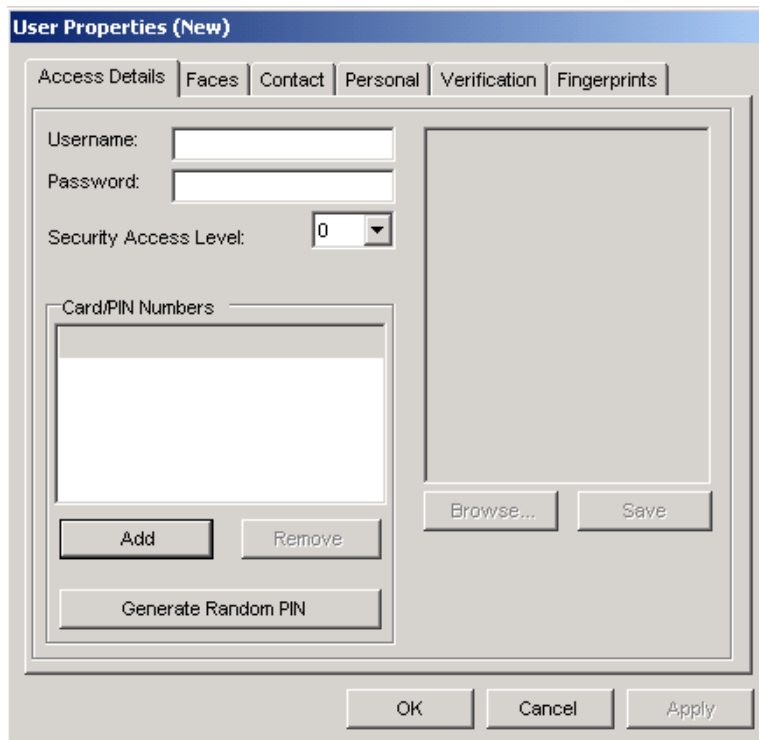 User Properties (New)
Access Details Faces Contact Personal Verification Fingerprints
Username:
Password:
Security Access Level: 0
Card/PIN Numbers
Add Remove
Generate Random PIN
Browse... Save
OK Cancel Apply